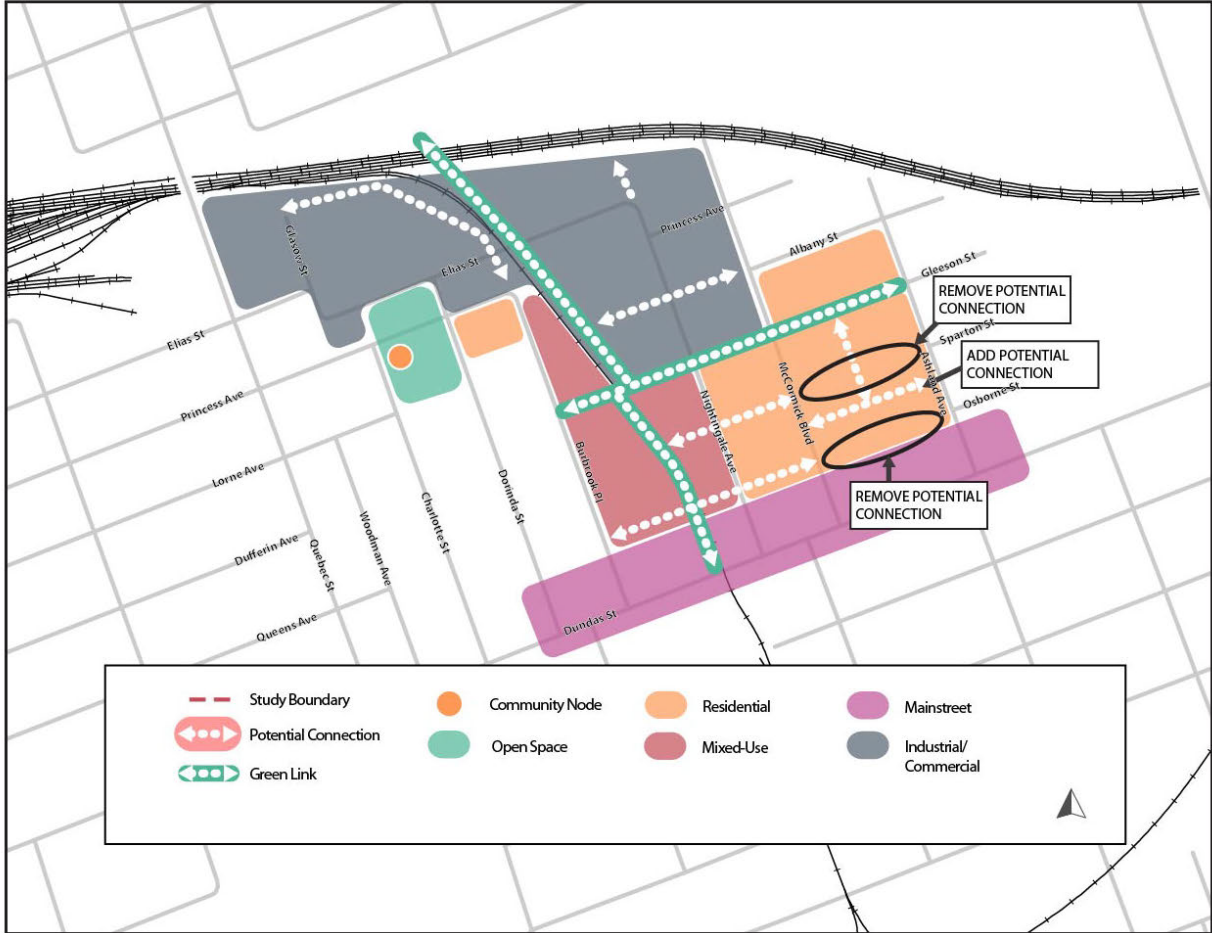 Princess Ave
Glasow St
Albany St
Elias St
Gleeson St
REMOVE POTENTIAL
CONNECTION
Sparton St
Elias St
ADD POTENTIAL
CONNECTION
McCormick Blvd
Ashland Ave
Osborne St
Princess Ave
Nightingale Ave
Burbrook Pl
Lorne Ave
Dorinda St
REMOVE POTENTIAL
CONNECTION
Charlotte St
Woodman Ave
Dufferin Ave
Quebec St
Queens Ave
Dundas St
Study Boundary
Community Node
Residential
Mainstreet
Potential Connection
Open Space
Mixed-Use
Industrial/
Commercial
Green Link